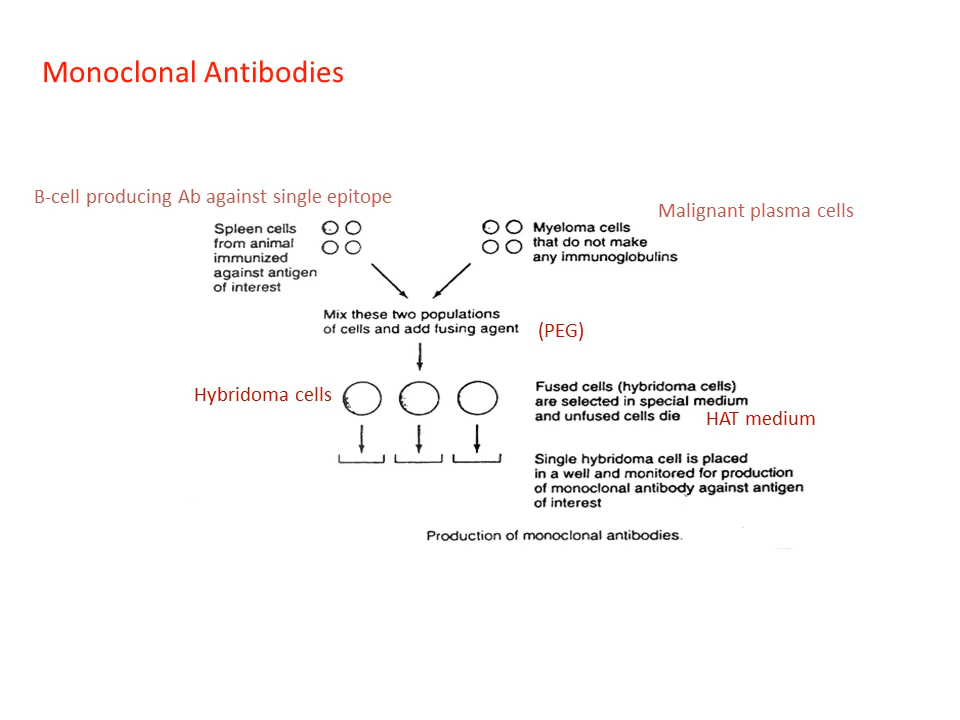 Monoclonal Antibodies
B-cell producing Ab against single epitope
Malignant plasma cells
Spleen cells
from animal
immunized
against antigen
of interest
Myeloma cells
that do not make
any immunoglobulins
Mix these two populations
of cells and add fusing agent
(PEG)
Hybridoma cells
Fused cells (hybridoma cells)
are selected in special medium
and unfused cells die
HAT medium
Single hybridoma cell is placed
in a well and monitored for production
of monoclonal antibody against antigen
of interest
Production of monoclonal antibodies.